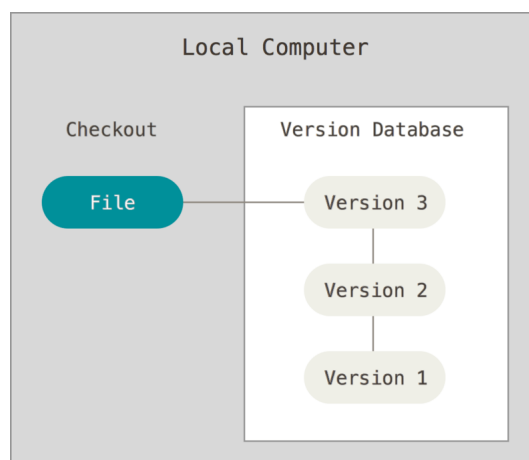 Local Computer
Checkout
Version Database
File
Version 3
Version 2
Version 1